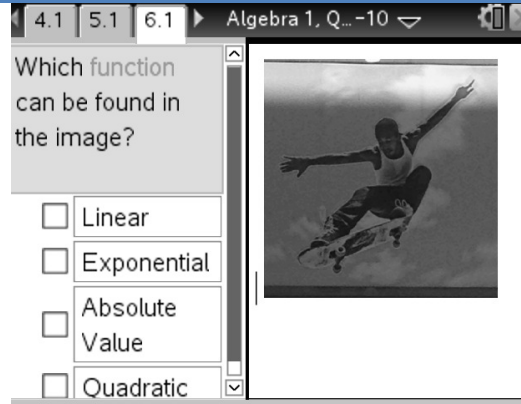 4.1 5.1 6.1 Algebra 1, Q…-10
Which function
can be found in
the image?
Linear
Exponential
Absolute
Value
Quadratic